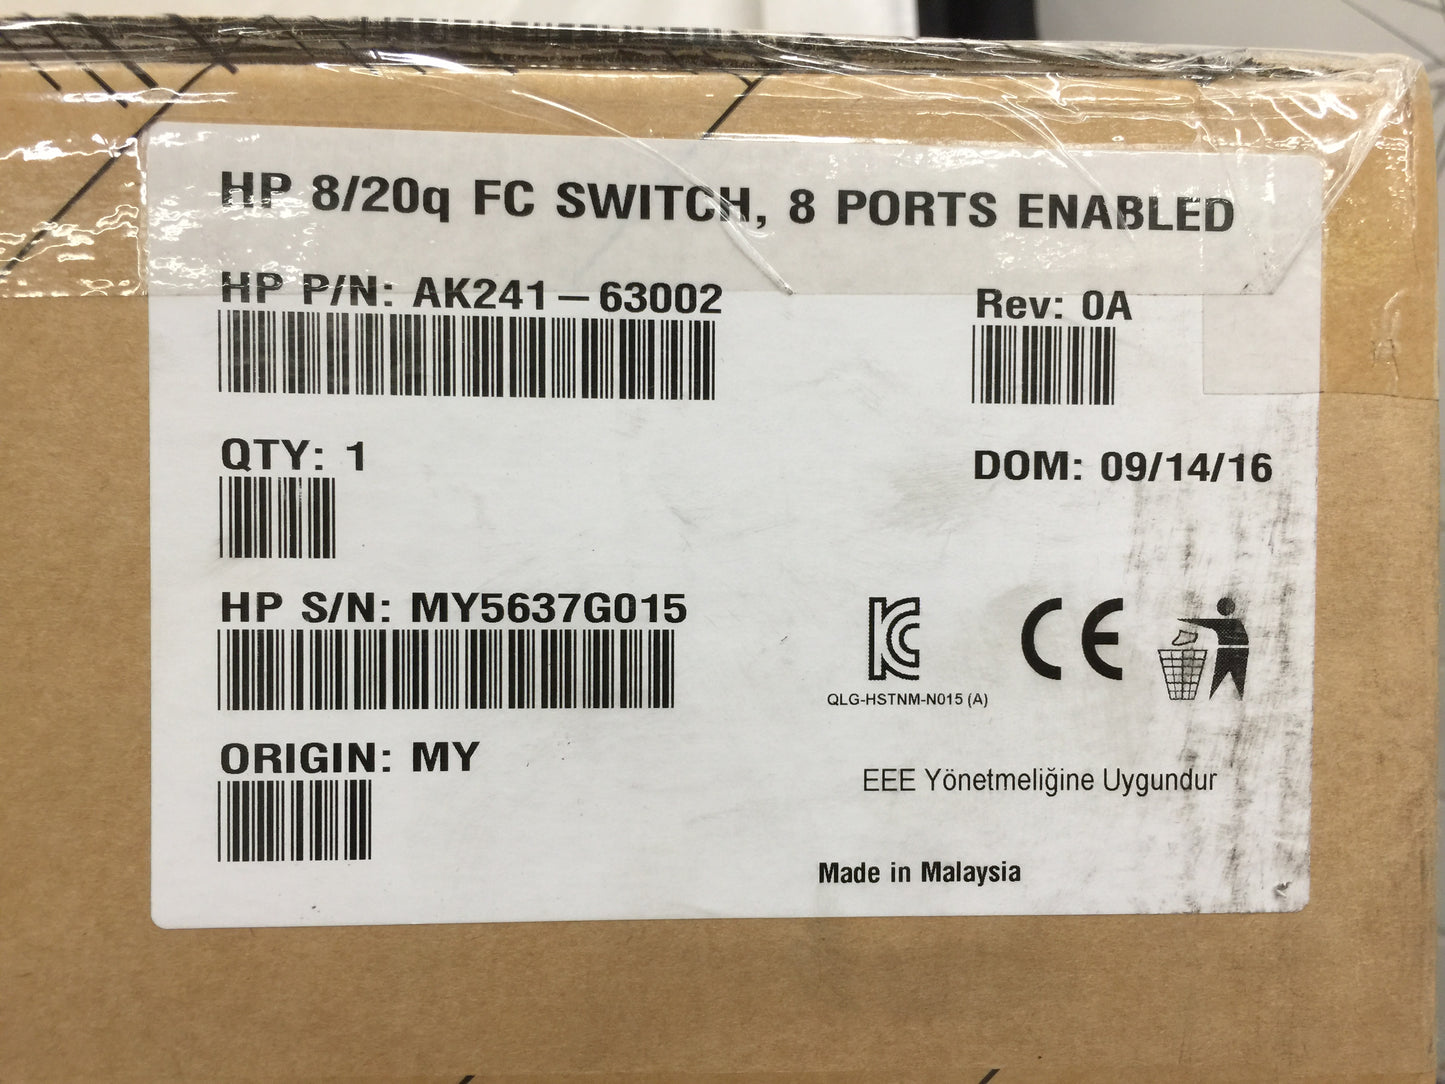 HP 8/20q FC SWITCH, 8 PORTS ENABLED
HP P/N: AK241-63002
Rev: 0A
QTY: 1
DOM: 09/14/16
HP S/N: MY5637G015
CE
QLG-HSTNM-N015 (A)
ORIGIN: MY
EEE Yönetmeliğine Uygundur
Made in Malaysia